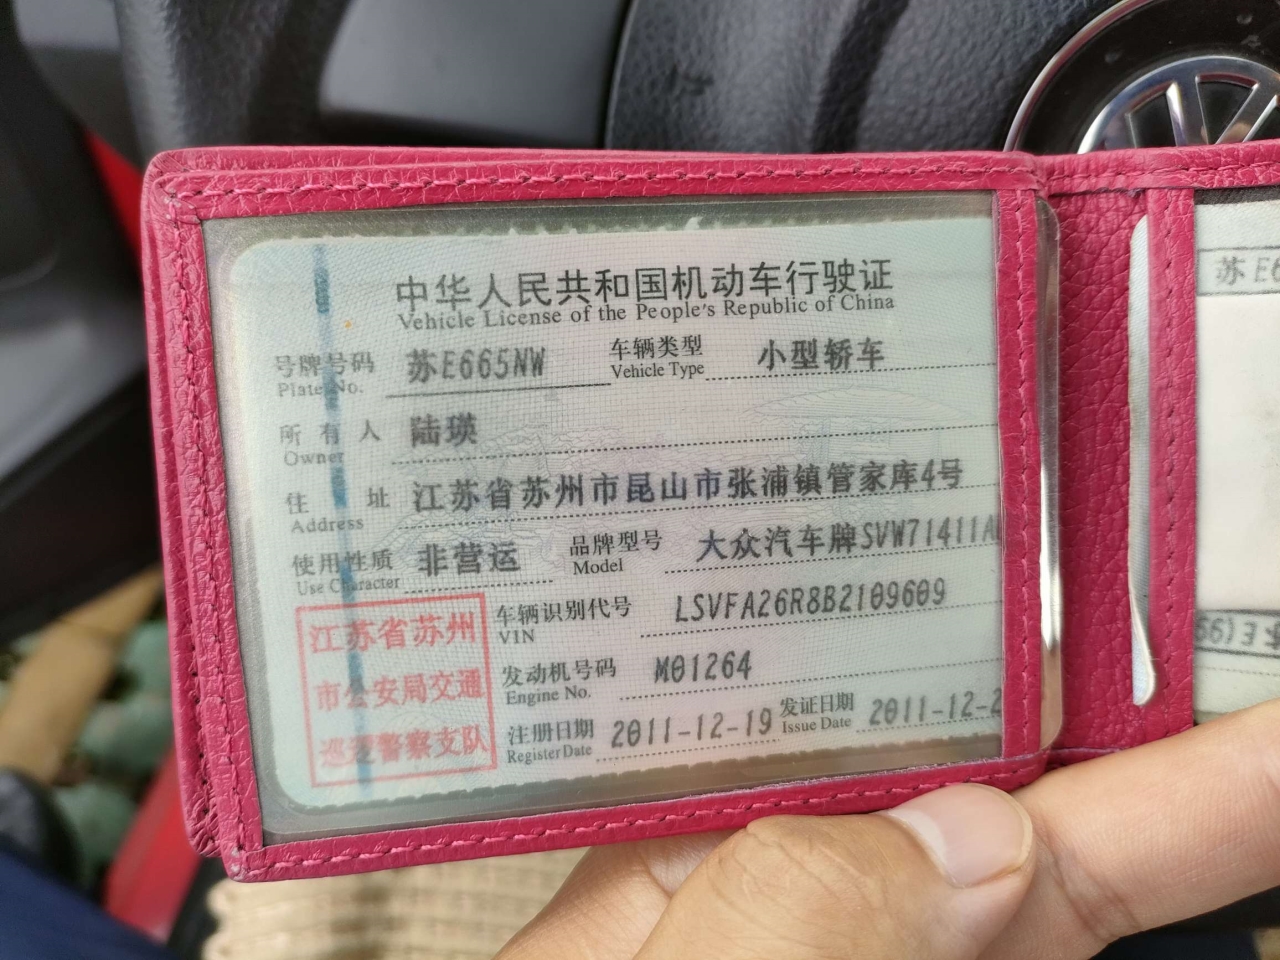 中华人民共和国机动车行驶证
Vehicle License of the People's Republic of China
号牌号码 苏E665NW 车辆类型 小型轿车
Plate No. Vehicle Type
所有人 陆瑛
Owner
住址 江苏省苏州市昆山市张浦镇管家库4号
Address
使用性质 非营运 品牌型号 大众汽车牌SVW71411A
Use Character Model
车辆识别代号 LSVFA26R8B2109609
VIN
发动机号码 M01264
Engine No.
注册日期 2011-12-19 发证日期 2011-12-2
Register Date Issue Date
江苏省苏州
市公安局交通
巡逻警察支队
苏E6